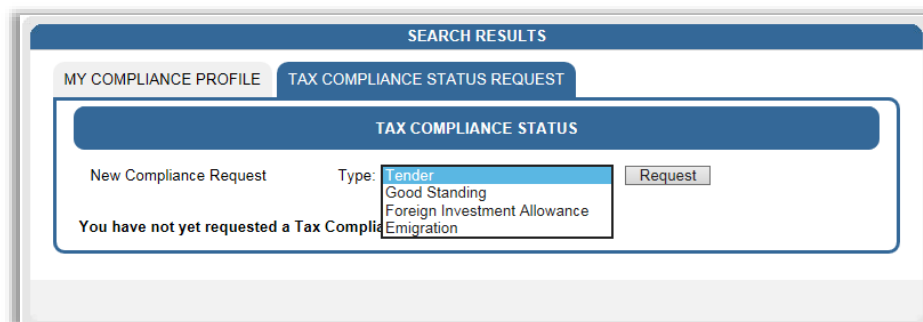 SEARCH RESULTS
MY COMPLIANCE PROFILE TAX COMPLIANCE STATUS REQUEST
TAX COMPLIANCE STATUS
New Compliance Request Type: Tender Request
Good Standing
Foreign Investment Allowance
You have not yet requested a Tax Complia Emigration